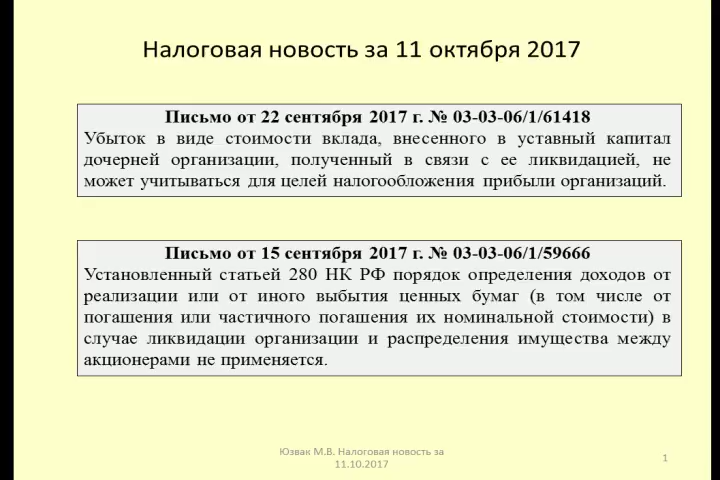 Налоговая новость за 11 октября 2017
Письмо от 22 сентября 2017 г. № 03-03-06/1/61418
Убыток в виде стоимости вклада, внесенного в уставный капитал
дочерней организации, полученный в связи с ее ликвидацией, не
может учитываться для целей налогообложения прибыли организаций.
Письмо от 15 сентября 2017 г. № 03-03-06/1/59666
Установленный статьей 280 НК РФ порядок определения доходов от
реализации или от иного выбытия ценных бумаг (в том числе от
погашения или частичного погашения их номинальной стоимости) в
случае ликвидации организации и распределения имущества между
акционерами не применяется.
Юзвак М.В. Налоговая новость за
11.10.2017
1